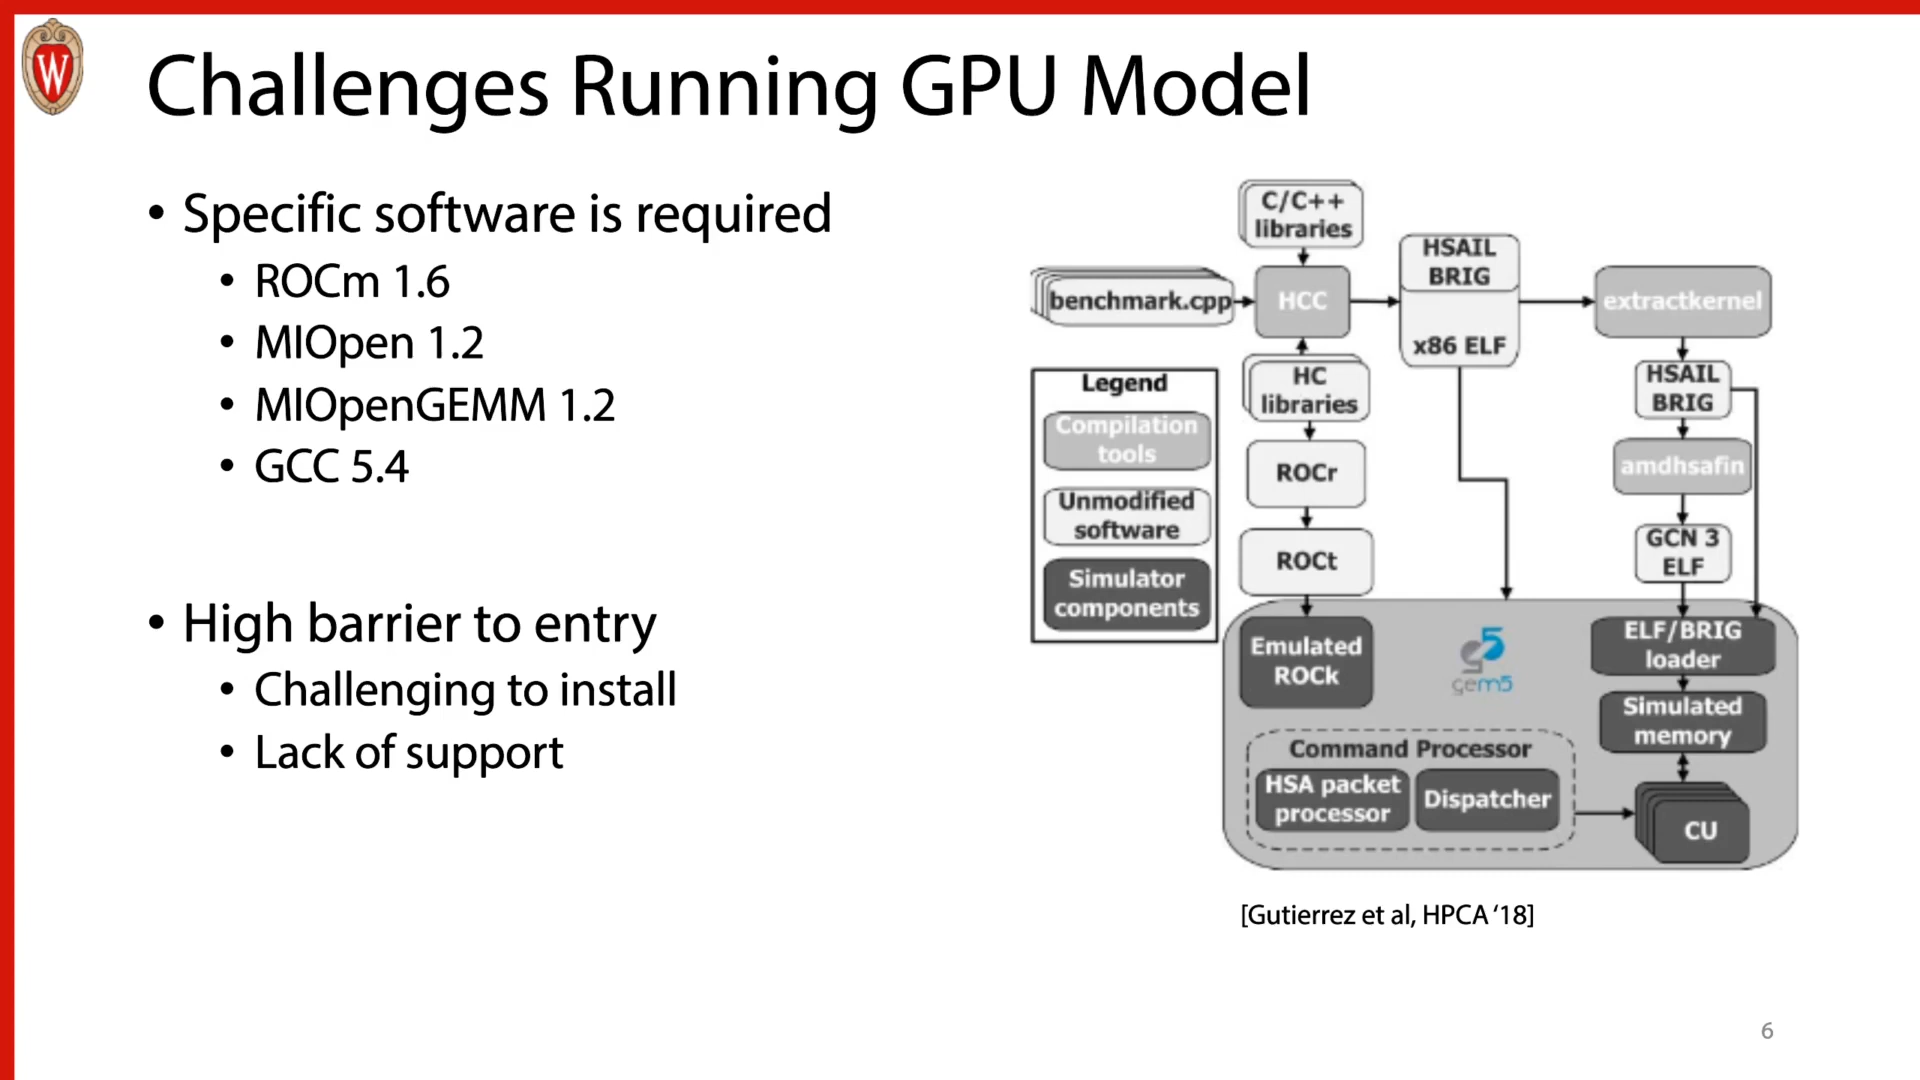 W
Challenges Running GPU Model
• Specific software is required
• ROCm 1.6
• MIOpen 1.2
• MIOpenGEMM 1.2
• GCC 5.4
• High barrier to entry
• Challenging to install
• Lack of support
C/C++
libraries
benchmark.cpp
HCC
HSAIL
BRIG
x86 ELF
extractkernel
HC
libraries
HSAIL
BRIG
Legend
Compilation
tools
Unmodified
software
Simulator
components
ROCr
amdhsafin
ROCt
GCN 3
ELF
Emulated
ROCk
gem5
ELF/BRIG
loader
Simulated
memory
Command Processor
HSA packet
processor
Dispatcher
CU
[Gutierrez et al, HPCA ‘18]
6